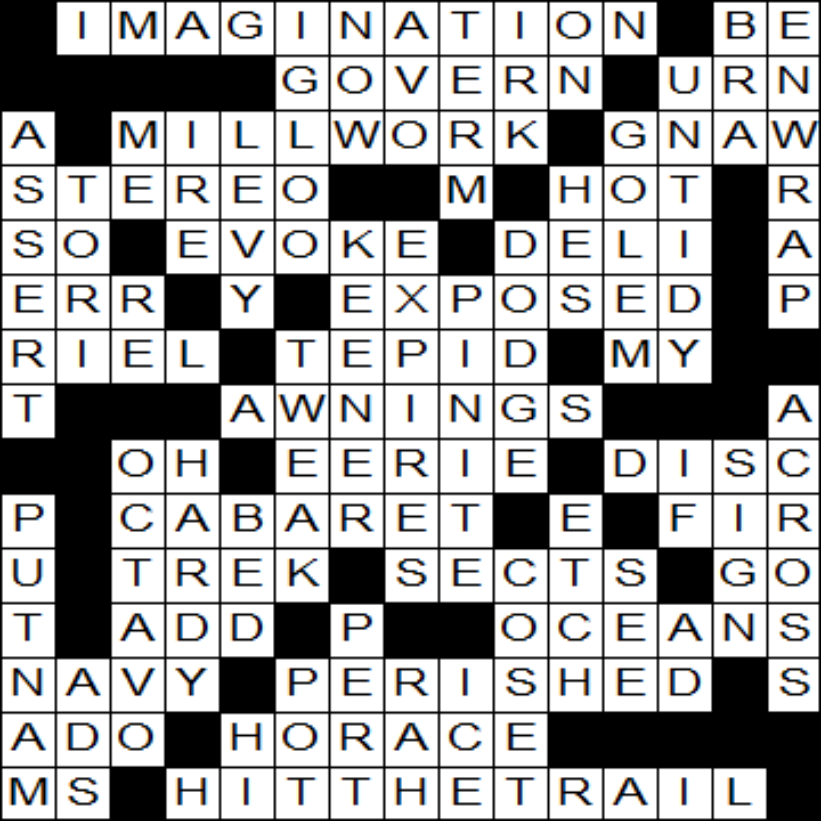 IMAGINATION BE
GOVERN URN
A MILLWORK GNAW
STEREO M HOT R
SO EVOKE DELI A
ERR Y EXPOSED P
RIEL TEPID MY
T AWNINGS A
OH EERIE DISC
P CABARET E FIR
U TREK SECTS GO
T ADD P OCEANS
NAVY PERISHED S
ADO HORACE
MS HITTHETRAIL